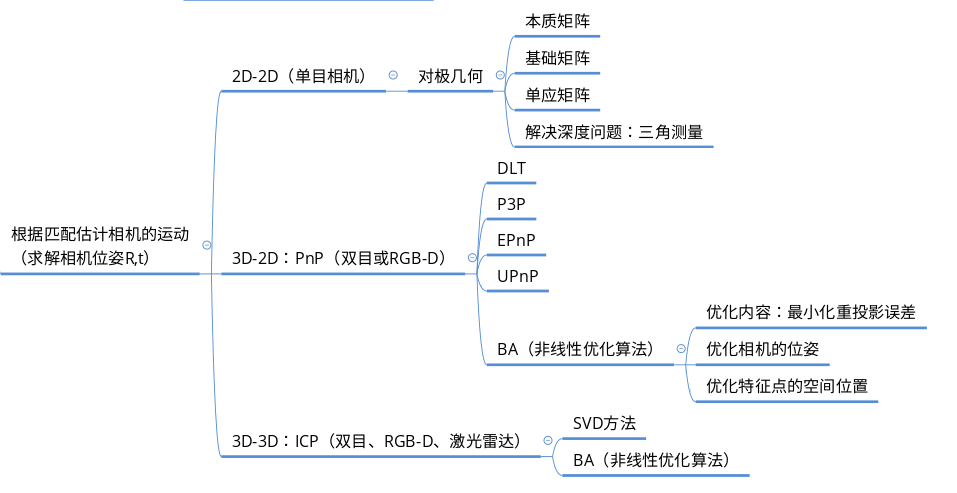 本质矩阵
基础矩阵
2D-2D（单目相机）
对极几何
单应矩阵
解决深度问题：三角测量
DLT
P3P
根据匹配估计相机的运动
（求解相机位姿R,t）
EPnP
3D-2D：PnP（双目或RGB-D）
UPnP
优化内容：最小化重投影误差
BA（非线性优化算法）
优化相机的位姿
优化特征点的空间位置
SVD方法
3D-3D：ICP（双目、RGB-D、激光雷达）
BA（非线性优化算法）